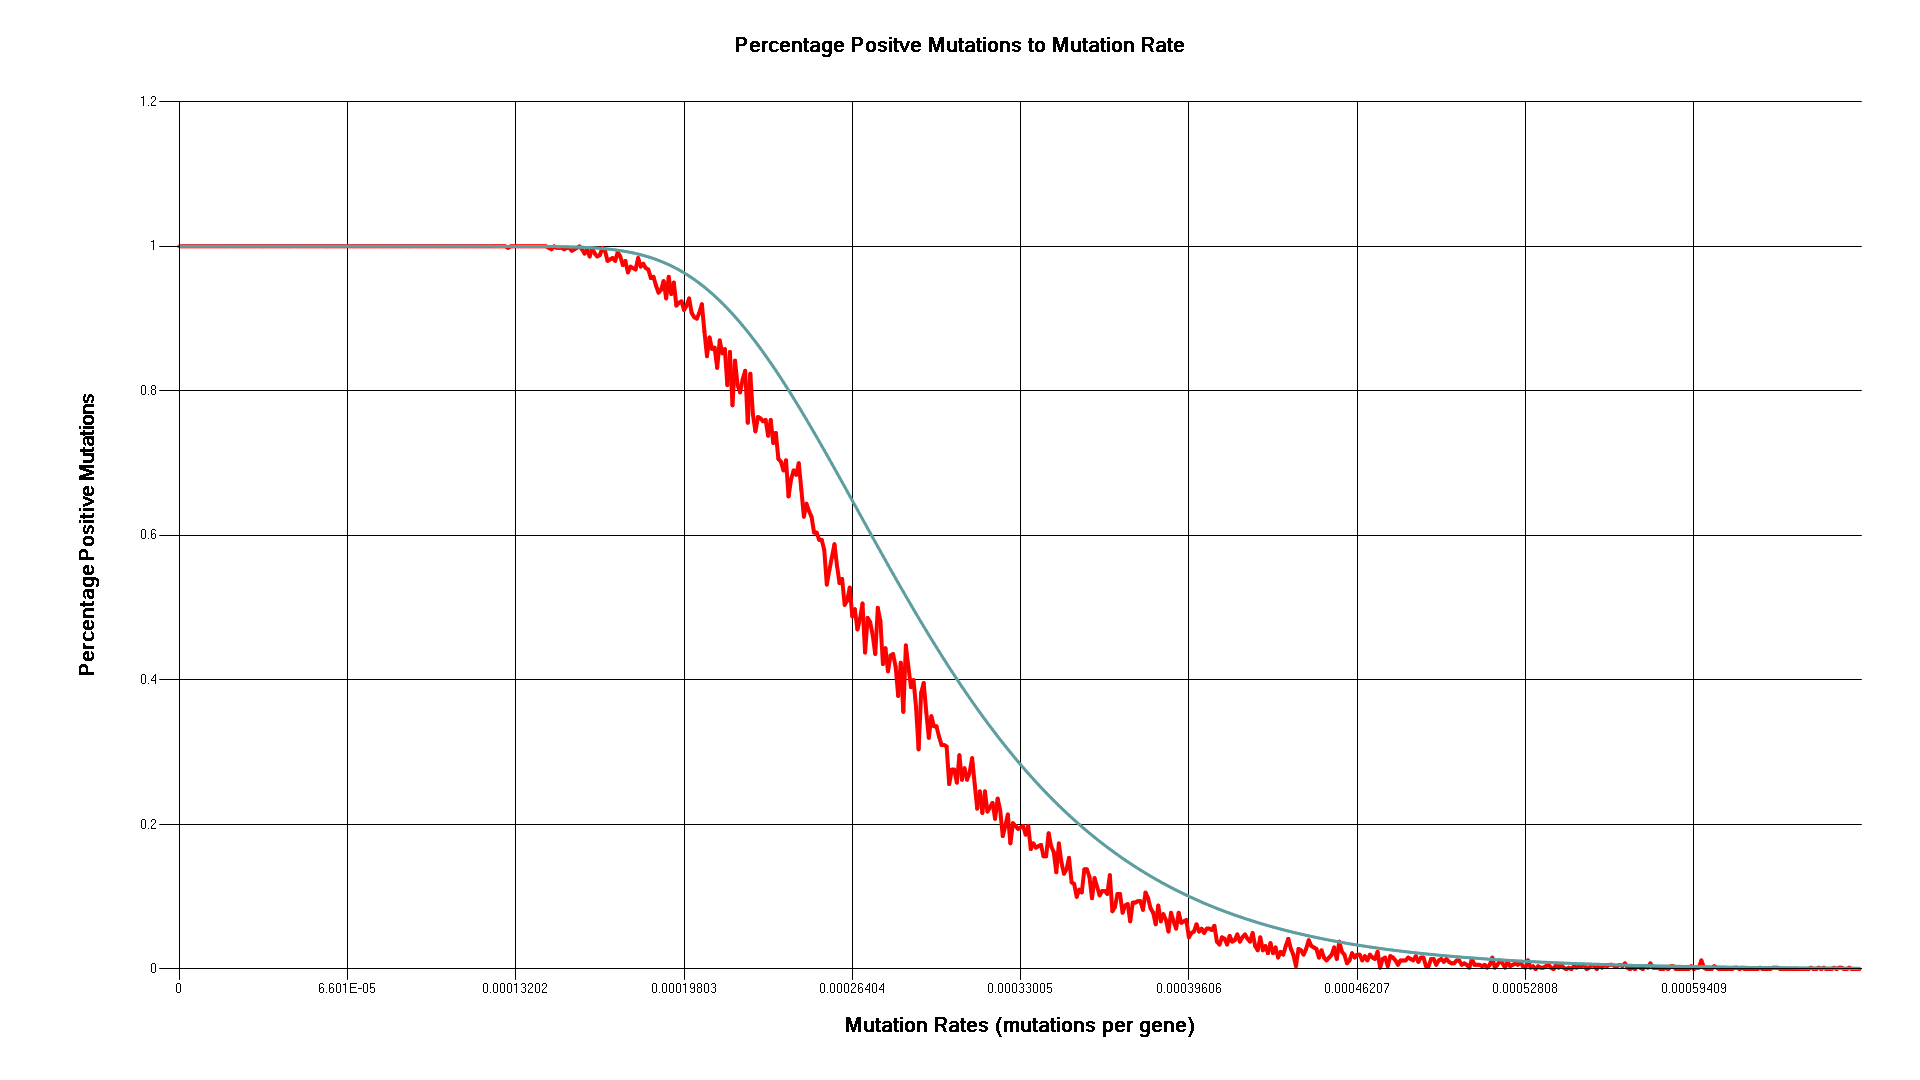 Percentage Positve Mutations to Mutation Rate
1.2
1
0.8
0.6
0.4
0.2
0
Percentage Positive Mutations
0 6.601E-05 0.00013202 0.00019803 0.00026404 0.00033005 0.00039606 0.00046207 0.00052808 0.00059409
Mutation Rates (mutations per gene)